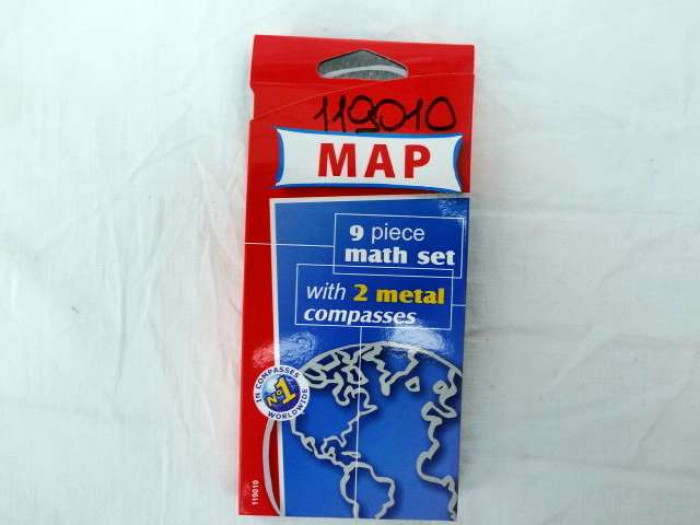 119010
MAP
9 piece
math set
with 2 metal
compasses
IN COMPASSES
No1
WORLDWIDE
119010